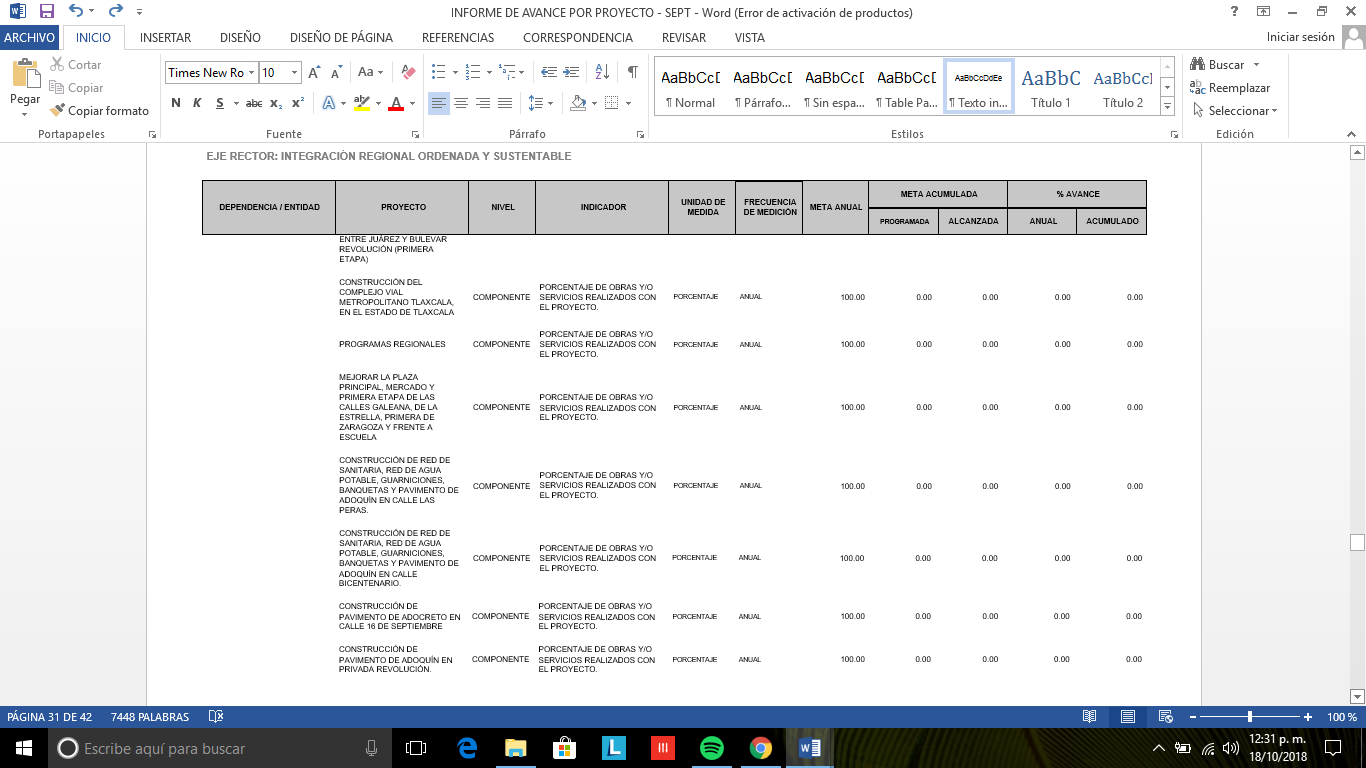 INFORME DE AVANCE POR PROYECTO - SEPT - Word (Error de activación de productos)
?
ARCHIVO INICIO INSERTAR DISEÑO DISEÑO DE PÁGINA REFERENCIAS CORRESPONDENCIA REVISAR VISTA
Iniciar sesión
Pegar
Cortar
Copiar
Copiar formato
Portapapeles
Times New Ro 10
N K S abc x₂ x²
Fuente
Párrafo
AaBbCcD AaBbCcD AaBbCcD AaBbCcD AaBbCcDdEe AaBbC AaBbCcI
¶ Normal ¶ Párrafo... ¶ Sin espa... ¶ Table Pa... ¶ Texto in... Título 1 Título 2
Estilos
Buscar
Reemplazar
Seleccionar
Edición
EJE RECTOR: INTEGRACIÓN REGIONAL ORDENADA Y SUSTENTABLE
DEPENDENCIA / ENTIDAD
PROYECTO
NIVEL
INDICADOR
UNIDAD DE
MEDIDA
FRECUENCIA
DE MEDICIÓN
META ANUAL
META ACUMULADA
PROGRAMADA ALCANZADA
% AVANCE
ANUAL ACUMULADO
ENTRE JUÁREZ Y BULEVAR
REVOLUCIÓN (PRIMERA
ETAPA)
CONSTRUCCIÓN DEL
COMPLEJO VIAL
METROPOLITANO TLAXCALA,
EN EL ESTADO DE TLAXCALA
COMPONENTE
PORCENTAJE DE OBRAS Y/O
SERVICIOS REALIZADOS CON
EL PROYECTO.
PORCENTAJE ANUAL 100.00 0.00 0.00 0.00 0.00
PROGRAMAS REGIONALES
COMPONENTE
PORCENTAJE DE OBRAS Y/O
SERVICIOS REALIZADOS CON
EL PROYECTO.
PORCENTAJE ANUAL 100.00 0.00 0.00 0.00 0.00
MEJORAR LA PLAZA
PRINCIPAL, MERCADO Y
PRIMERA ETAPA DE LAS
CALLES GALEANA, DE LA
ESTRELLA, PRIMERA DE
ZARAGOZA Y FRENTE A
ESCUELA
COMPONENTE
PORCENTAJE DE OBRAS Y/O
SERVICIOS REALIZADOS CON
EL PROYECTO.
PORCENTAJE ANUAL 100.00 0.00 0.00 0.00 0.00
CONSTRUCCIÓN DE RED DE
SANITARIA, RED DE AGUA
POTABLE, GUARNICIONES,
BANQUETAS Y PAVIMENTO DE
ADOQUÍN EN CALLE LAS
PERAS.
COMPONENTE
PORCENTAJE DE OBRAS Y/O
SERVICIOS REALIZADOS CON
EL PROYECTO.
PORCENTAJE ANUAL 100.00 0.00 0.00 0.00 0.00
CONSTRUCCIÓN DE RED DE
SANITARIA, RED DE AGUA
POTABLE, GUARNICIONES,
BANQUETAS Y PAVIMENTO DE
ADOQUÍN EN CALLE
BICENTENARIO.
COMPONENTE
PORCENTAJE DE OBRAS Y/O
SERVICIOS REALIZADOS CON
EL PROYECTO.
PORCENTAJE ANUAL 100.00 0.00 0.00 0.00 0.00
CONSTRUCCIÓN DE
PAVIMENTO DE ADOCRETO EN
CALLE 16 DE SEPTIEMBRE
COMPONENTE
PORCENTAJE DE OBRAS Y/O
SERVICIOS REALIZADOS CON
EL PROYECTO.
PORCENTAJE ANUAL 100.00 0.00 0.00 0.00 0.00
CONSTRUCCIÓN DE
PAVIMENTO DE ADOQUÍN EN
PRIVADA REVOLUCIÓN.
COMPONENTE
PORCENTAJE DE OBRAS Y/O
SERVICIOS REALIZADOS CON
EL PROYECTO.
PORCENTAJE ANUAL 100.00 0.00 0.00 0.00 0.00
PÁGINA 31 DE 42 7448 PALABRAS 100 %
Escribe aquí para buscar
12:31 p. m.
18/10/2018